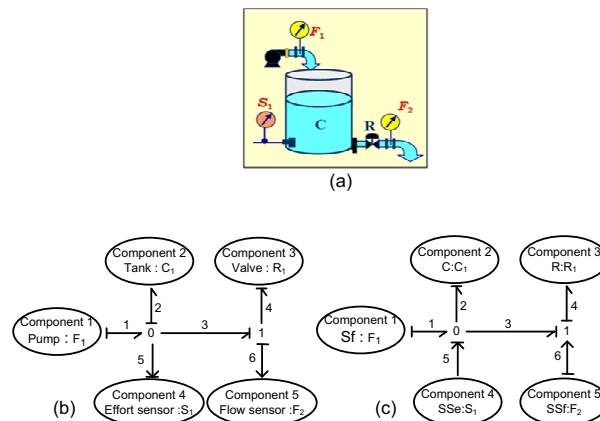 F1
S1
C
R
F2
(a)
Component 2
Tank : C1
Component 3
Valve : R1
Component 1
Pump : F1
1
2
0
3
1
4
5
6
Component 4
Effort sensor :S1
Component 5
Flow sensor :F2
(b)
Component 2
C:C1
Component 3
R:R1
Component 1
Sf : F1
1
2
0
3
1
4
5
6
Component 4
SSe:S1
Component 5
SSf:F2
(c)